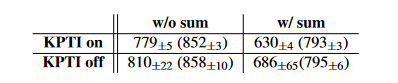 w/o sum w/ sum
KPTI on 779±5 (852±3) 630±4 (793±3)
KPTI off 810±22 (858±10) 686±65(795±6)